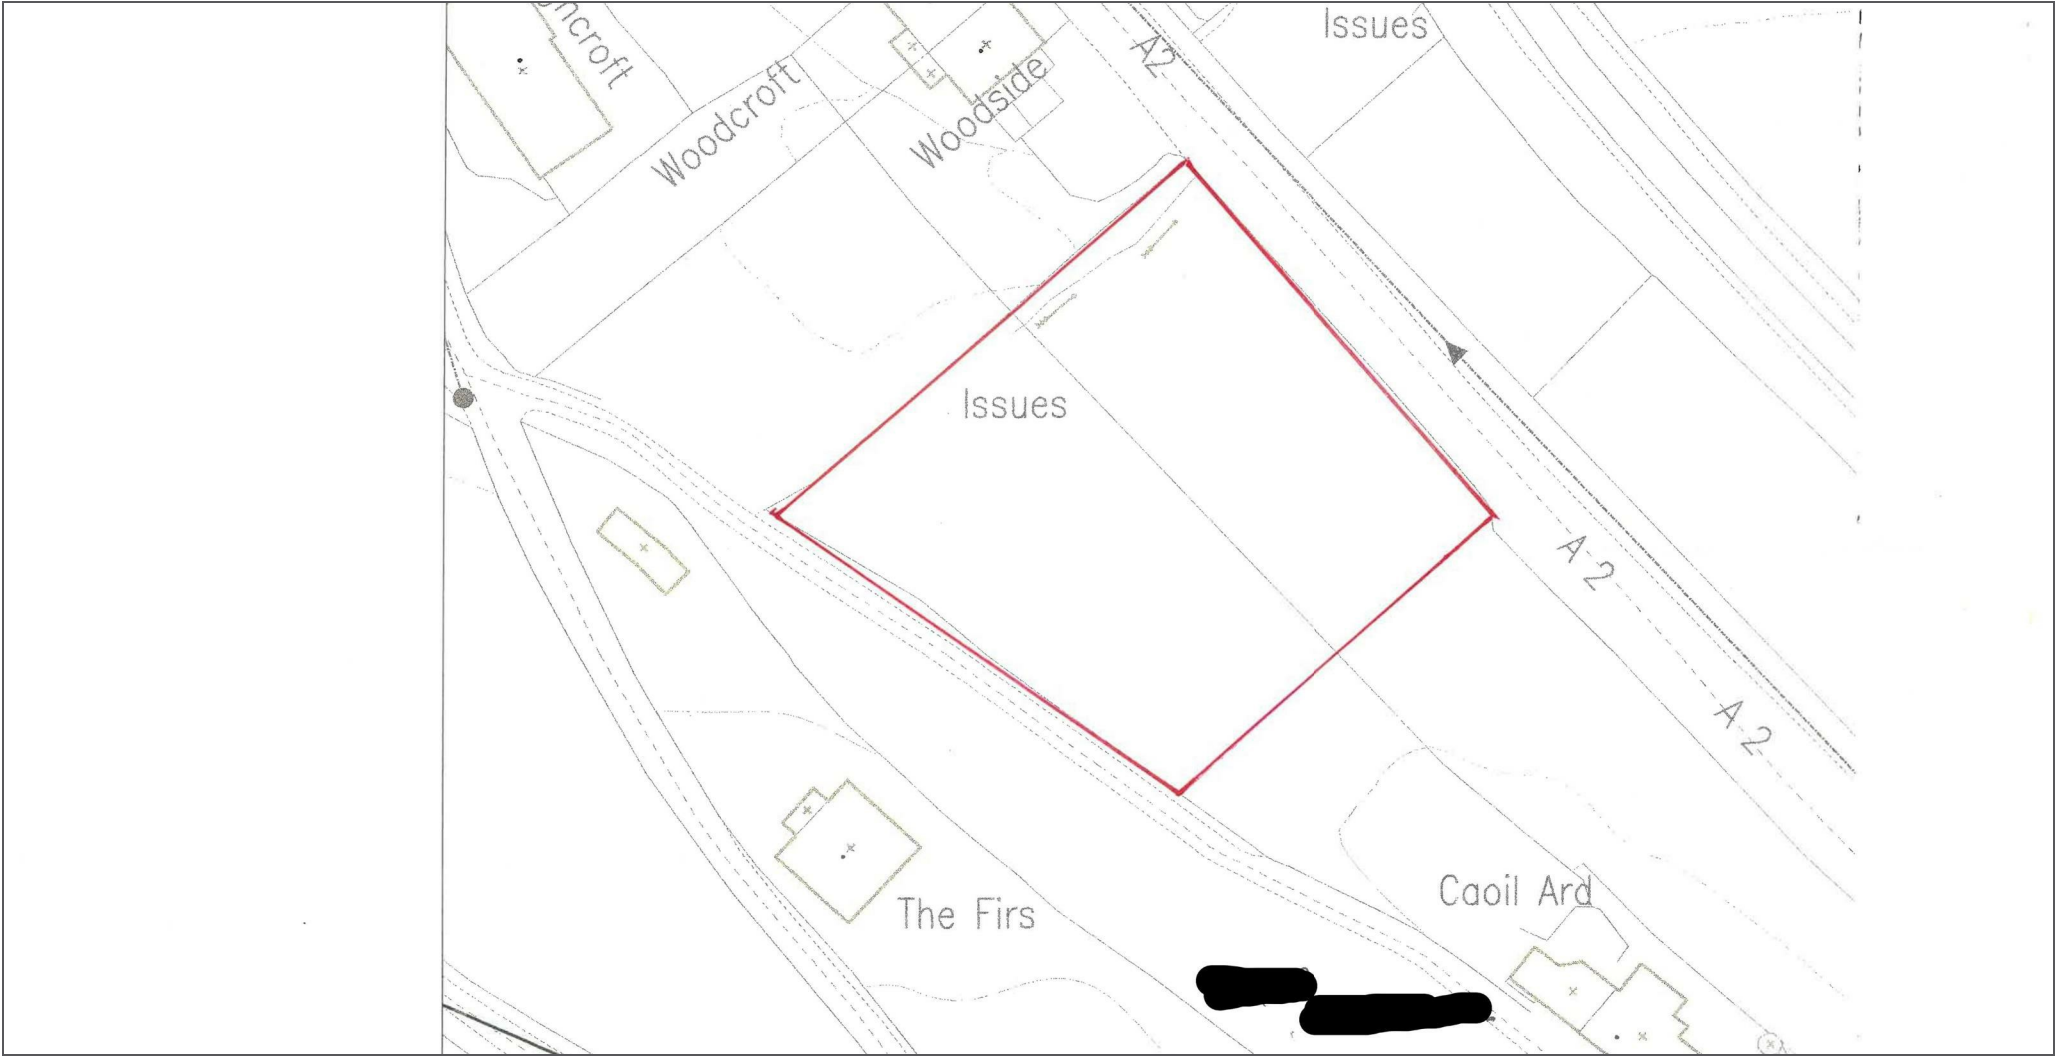 Issues
A2
Woodcroft
Woodside
Issues
A 2
A 2
Caoil Ard
The Firs